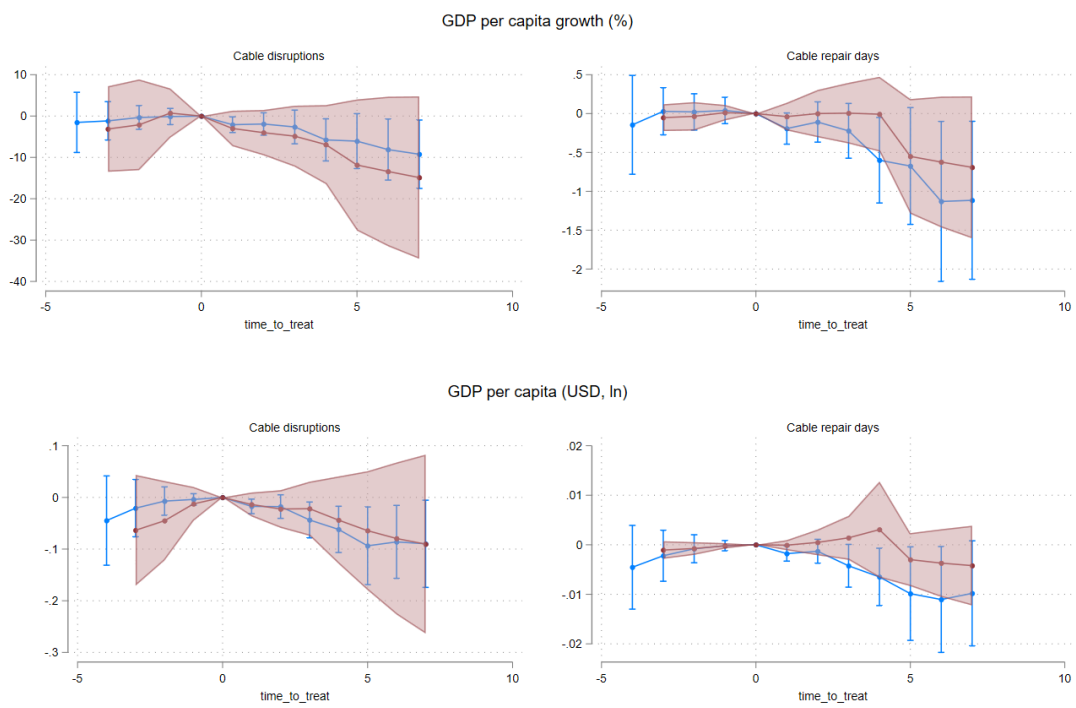 GDP per capita growth (%)
Cable disruptions
10
0
-10
-20
-30
-40
-5 0 5 10
time_to_treat
Cable repair days
.5
0
-.5
-1
-1.5
-2
-5 0 5 10
time_to_treat
GDP per capita (USD, ln)
Cable disruptions
.1
0
-.1
-.2
-.3
-5 0 5 10
time_to_treat
Cable repair days
.02
.01
0
-.01
-.02
-5 0 5 10
time_to_treat